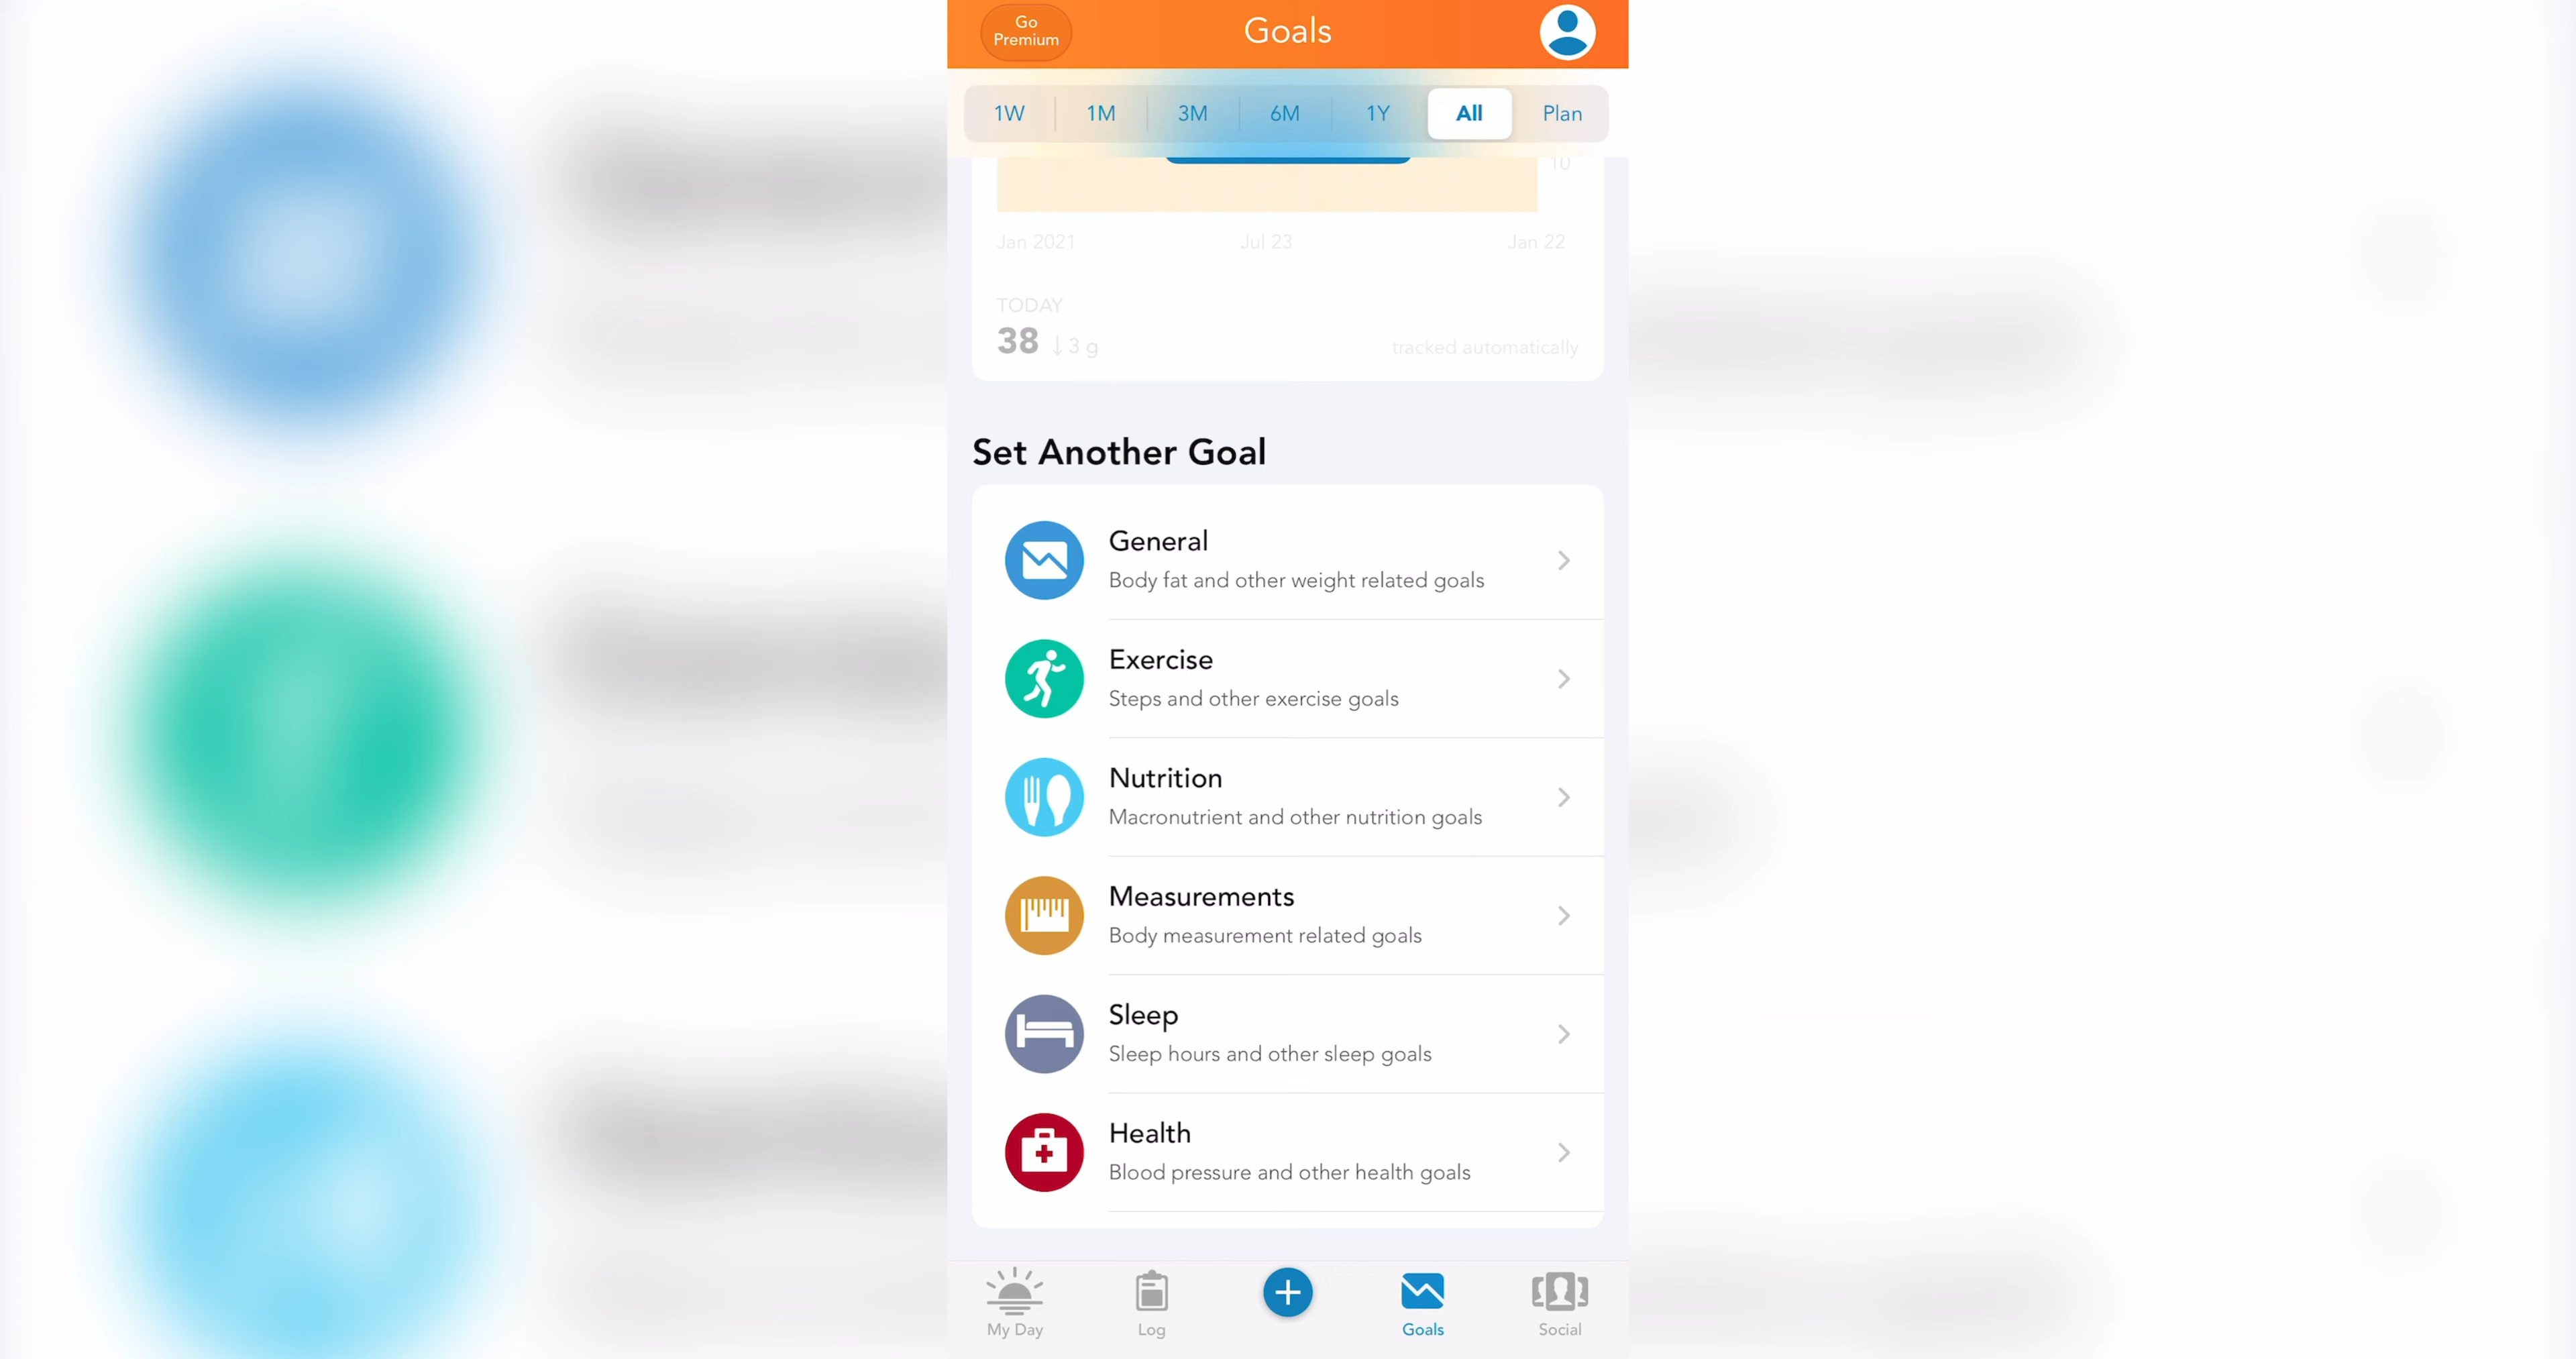 Go
Premium
Goals
1W
1M
3M
6M
1Y
All
Plan
10
Jan 2021
Jul 23
Jan 22
TODAY
38 ↓ 3 g
tracked automatically
Set Another Goal
General
Body fat and other weight related goals
Exercise
Steps and other exercise goals
Nutrition
Macronutrient and other nutrition goals
Measurements
Body measurement related goals
Sleep
Sleep hours and other sleep goals
Health
Blood pressure and other health goals
My Day
Log
Goals
Social